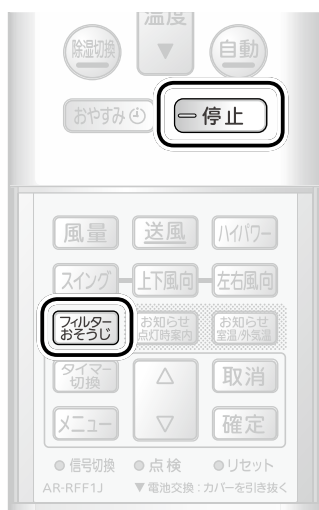 温度
除湿切換 ▼ 自動
おやすみ 停止
風量 送風 ハイパワー
スイング 上下風向 左右風向
フィルター お知らせ お知らせ
おそうじ 点灯時案内 室温/外気温
タイマー △ 取消
切換
メニュー ▽ 確定
信号切換 点検 リセット
AR-RFF1J ▼電池交換：カバーを引き抜く